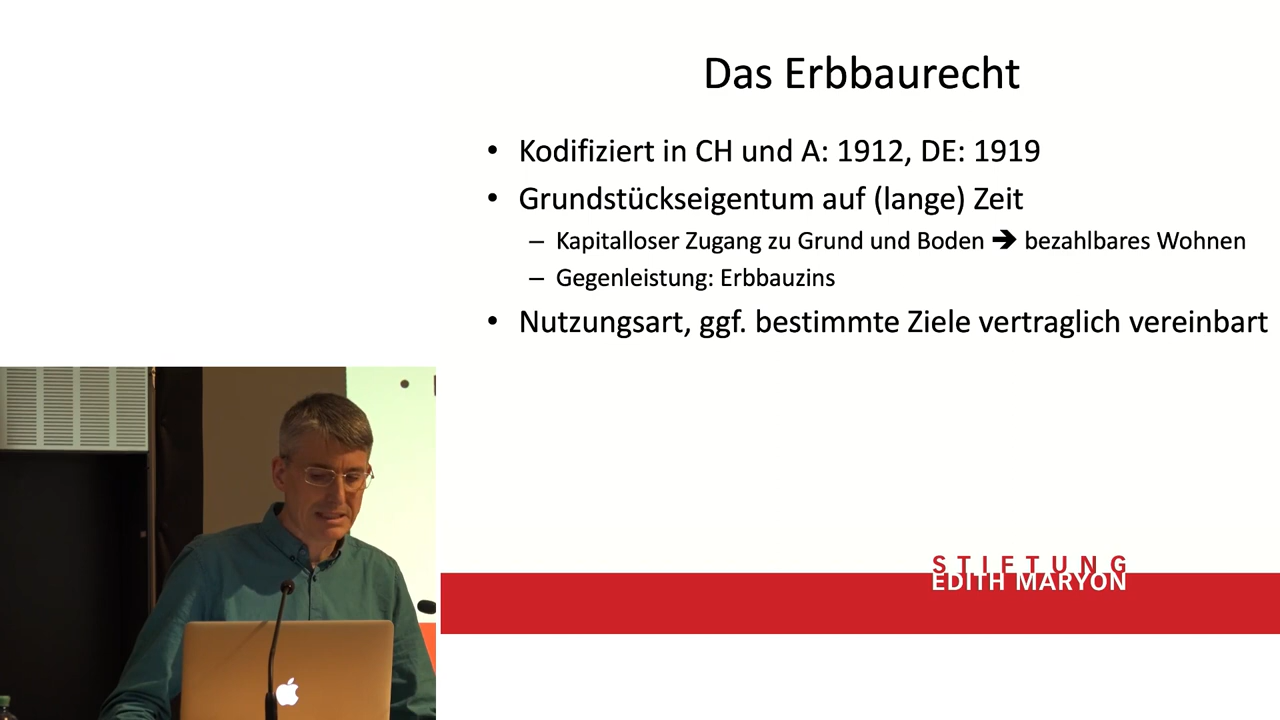 Das Erbbaurecht
• Kodifiziert in CH und A: 1912, DE: 1919
• Grundstückseigentum auf (lange) Zeit
– Kapitalloser Zugang zu Grund und Boden ➔ bezahlbares Wohnen
– Gegenleistung: Erbbauzins
• Nutzungsart, ggf. bestimmte Ziele vertraglich vereinbart
STIFTUNG
EDITH MARYON